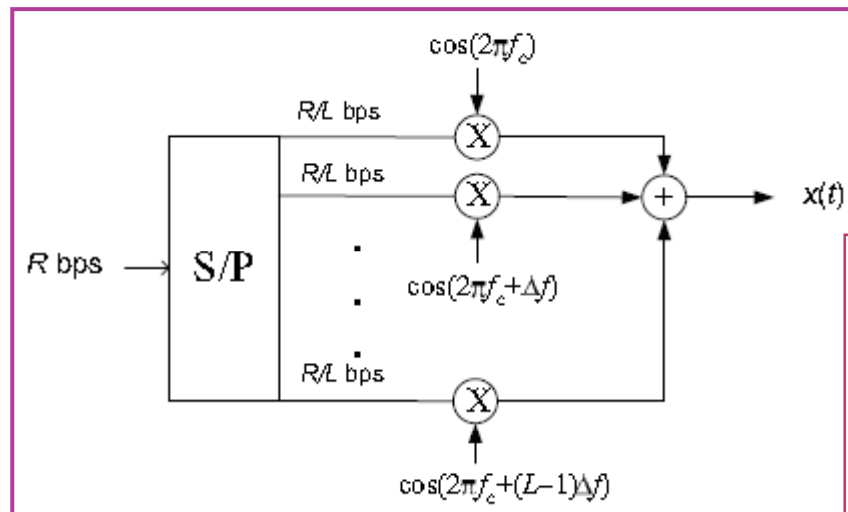 cos(2πf_c)
R/L bps
X
R/L bps
X
+
x(t)
R bps
S/P
cos(2πf_c+Δf)
R/L bps
X
cos(2πf_c+(L−1)Δf)